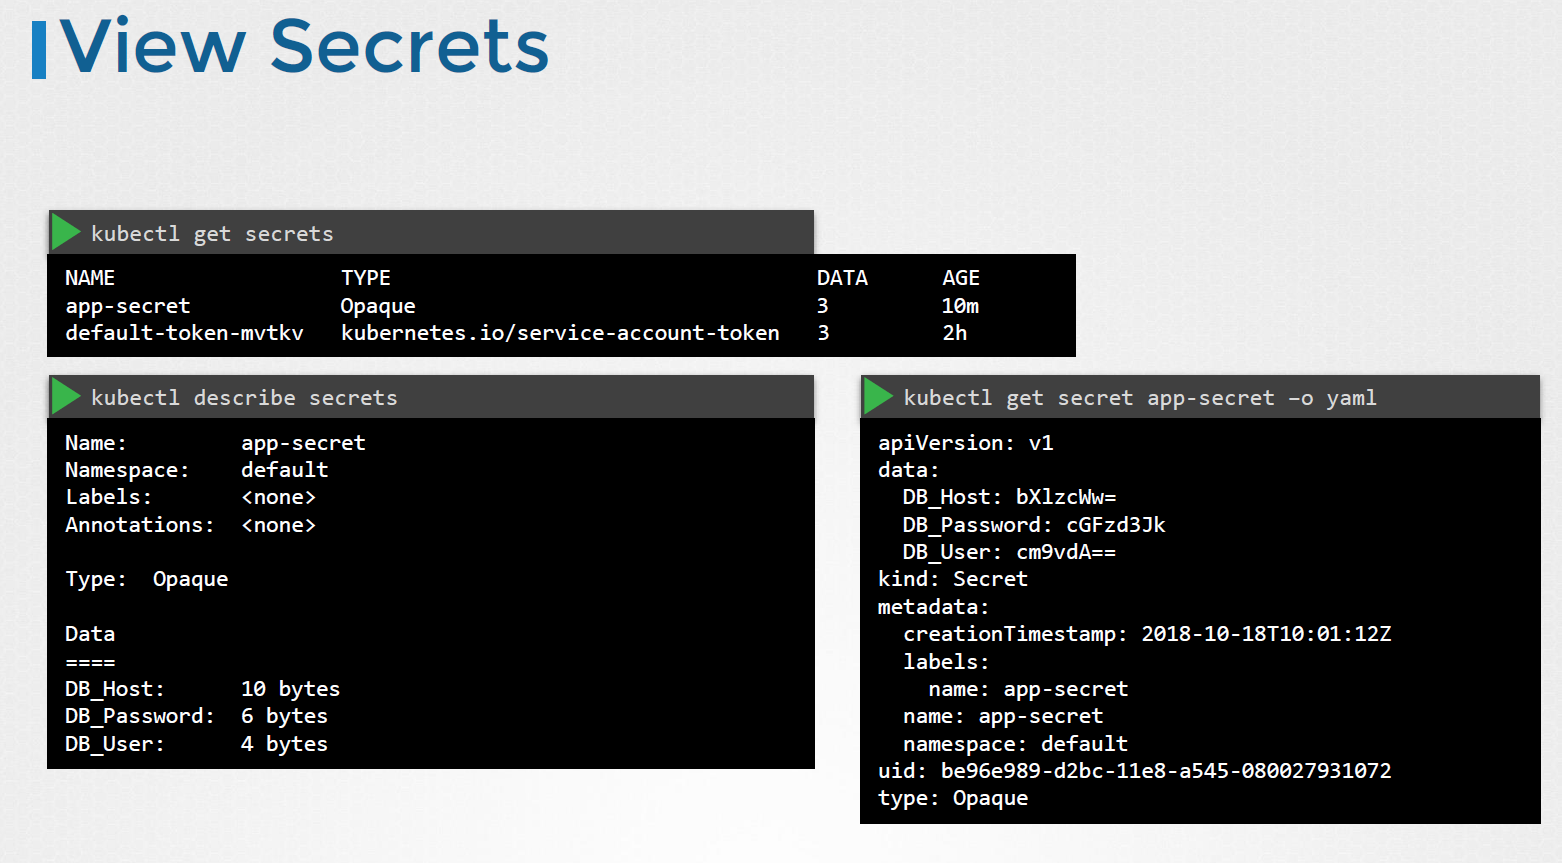 View Secrets
kubectl get secrets
NAME TYPE DATA AGE
app-secret Opaque 3 10m
default-token-mvtkv kubernetes.io/service-account-token 3 2h
kubectl describe secrets
Name: app-secret
Namespace: default
Labels: <none>
Annotations: <none>
Type: Opaque
Data
====
DB_Host: 10 bytes
DB_Password: 6 bytes
DB_User: 4 bytes
kubectl get secret app-secret –o yaml
apiVersion: v1
data:
DB_Host: bXlzcWw=
DB_Password: cGFzd3Jk
DB_User: cm9vdA==
kind: Secret
metadata:
creationTimestamp: 2018-10-18T10:01:12Z
labels:
name: app-secret
name: app-secret
namespace: default
uid: be96e989-d2bc-11e8-a545-080027931072
type: Opaque